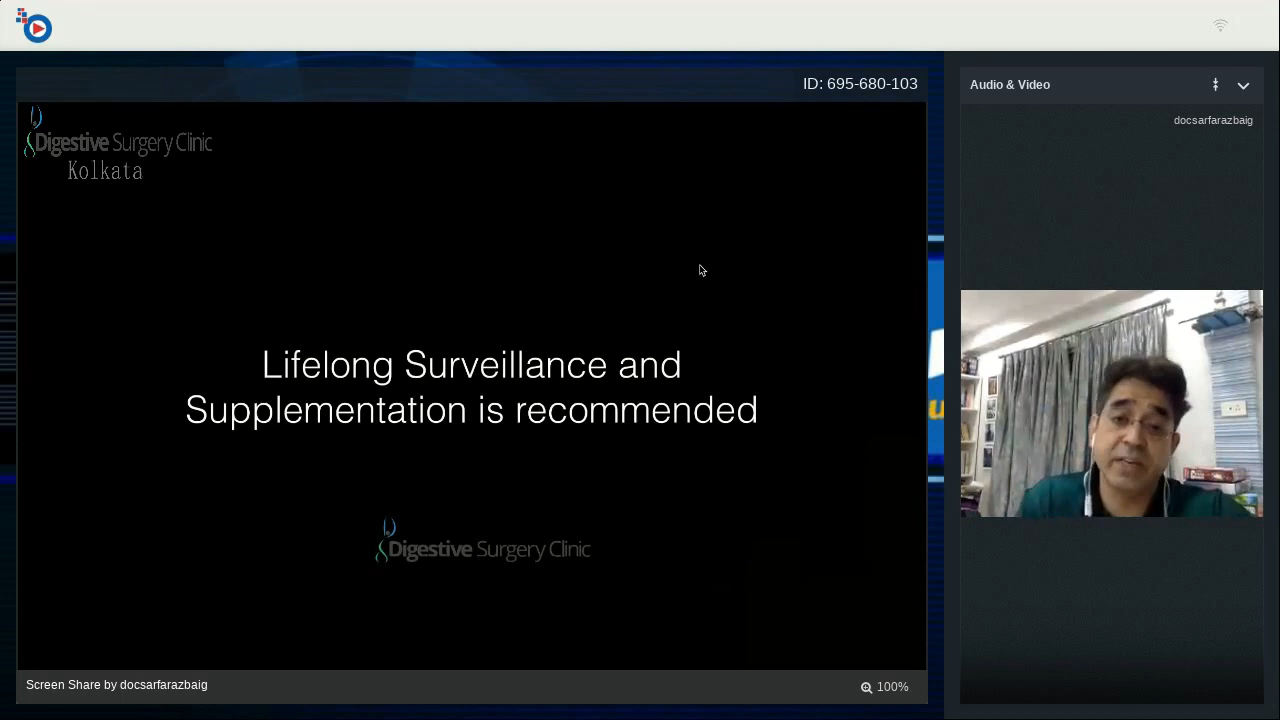 ID: 695-680-103
Audio & Video
docsarfarazbaig
Digestive Surgery Clinic
Kolkata
Lifelong Surveillance and
Supplementation is recommended
Digestive Surgery Clinic
Screen Share by docsarfarazbaig
100%